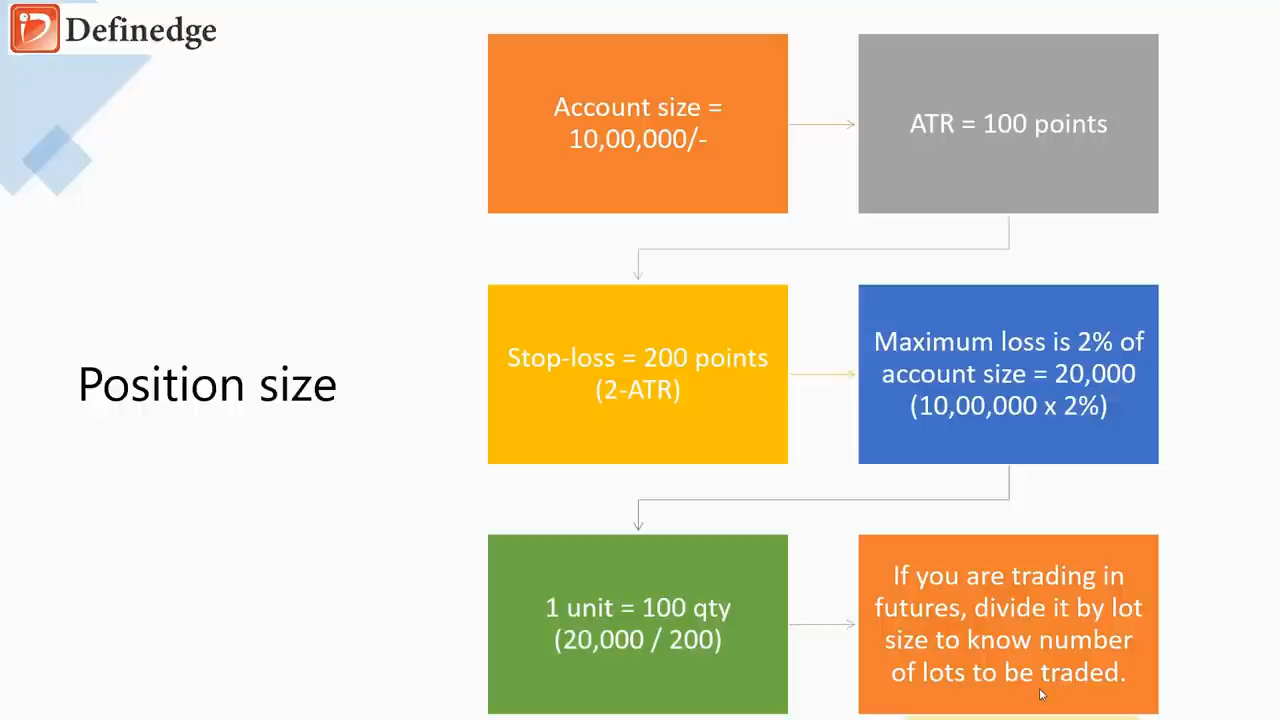 Definedge
Account size =
10,00,000/-
ATR = 100 points
Stop-loss = 200 points
(2-ATR)
Maximum loss is 2% of
account size = 20,000
(10,00,000 x 2%)
Position size
1 unit = 100 qty
(20,000 / 200)
If you are trading in
futures, divide it by lot
size to know number
of lots to be traded.